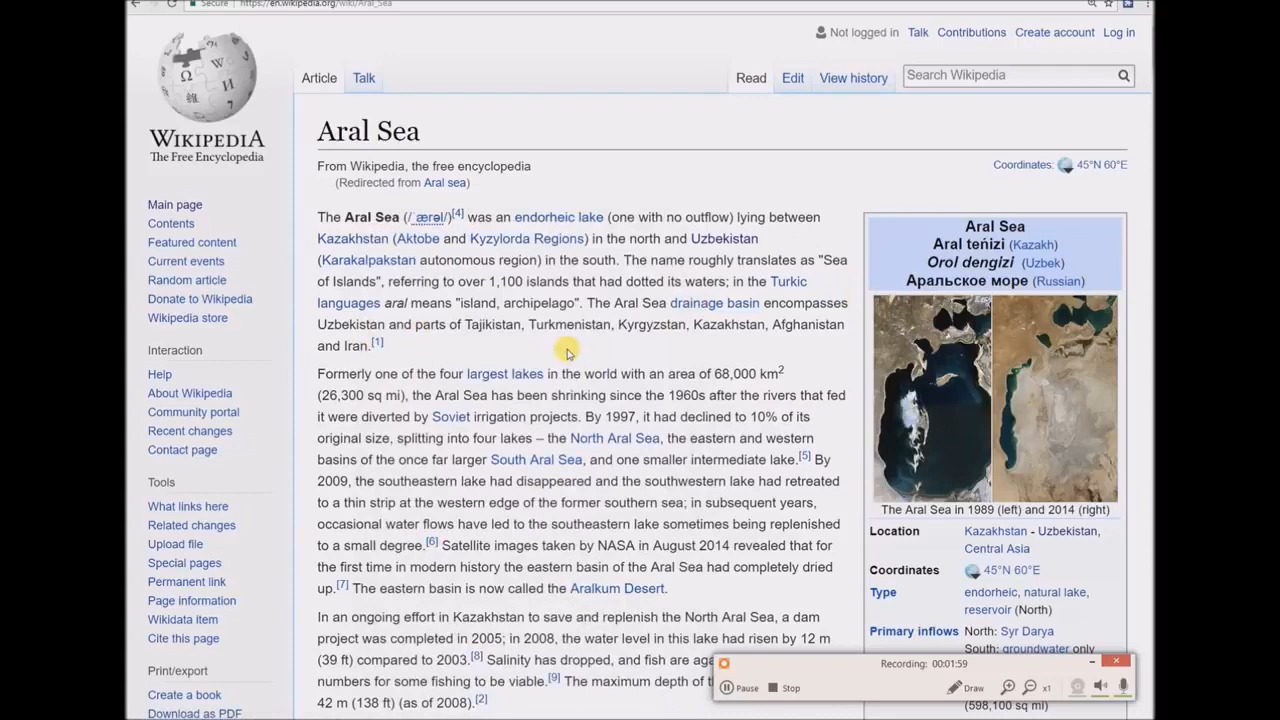 Secure
https://en.wikipedia.org/wiki/Aral_Sea
Not logged in Talk Contributions Create account Log in
Article Talk Read Edit View history Search Wikipedia
WIKIPEDIA
The Free Encyclopedia
Main page
Contents
Featured content
Current events
Random article
Donate to Wikipedia
Wikipedia store
Interaction
Help
About Wikipedia
Community portal
Recent changes
Contact page
Tools
What links here
Related changes
Upload file
Special pages
Permanent link
Page information
Wikidata item
Cite this page
Print/export
Create a book
Download as PDF
Aral Sea
From Wikipedia, the free encyclopedia
(Redirected from Aral sea)
Coordinates: 45°N 60°E
The Aral Sea (/ˈærəl/)[4] was an endorheic lake (one with no outflow) lying between
Kazakhstan (Aktobe and Kyzylorda Regions) in the north and Uzbekistan
(Karakalpakstan autonomous region) in the south. The name roughly translates as "Sea
of Islands", referring to over 1,100 islands that had dotted its waters; in the Turkic
languages aral means "island, archipelago". The Aral Sea drainage basin encompasses
Uzbekistan and parts of Tajikistan, Turkmenistan, Kyrgyzstan, Kazakhstan, Afghanistan
and Iran.[1]
Formerly one of the four largest lakes in the world with an area of 68,000 km2
(26,300 sq mi), the Aral Sea has been shrinking since the 1960s after the rivers that fed
it were diverted by Soviet irrigation projects. By 1997, it had declined to 10% of its
original size, splitting into four lakes – the North Aral Sea, the eastern and western
basins of the once far larger South Aral Sea, and one smaller intermediate lake.[5] By
2009, the southeastern lake had disappeared and the southwestern lake had retreated
to a thin strip at the western edge of the former southern sea; in subsequent years,
occasional water flows have led to the southeastern lake sometimes being replenished
to a small degree.[6] Satellite images taken by NASA in August 2014 revealed that for
the first time in modern history the eastern basin of the Aral Sea had completely dried
up.[7] The eastern basin is now called the Aralkum Desert.
In an ongoing effort in Kazakhstan to save and replenish the North Aral Sea, a dam
project was completed in 2005; in 2008, the water level in this lake had risen by 12 m
(39 ft) compared to 2003.[8] Salinity has dropped, and fish are aga
numbers for some fishing to be viable.[9] The maximum depth of t
42 m (138 ft) (as of 2008).[2]
Aral Sea
Aral teńizi (Kazakh)
Orol dengizi (Uzbek)
Аральское море (Russian)
The Aral Sea in 1989 (left) and 2014 (right)
Location Kazakhstan - Uzbekistan,
Central Asia
Coordinates 45°N 60°E
Type endorheic, natural lake,
reservoir (North)
Primary inflows North: Syr Darya
South: groundwater only
(598,100 sq mi)
Recording: 00:01:59
Pause Stop Draw x1